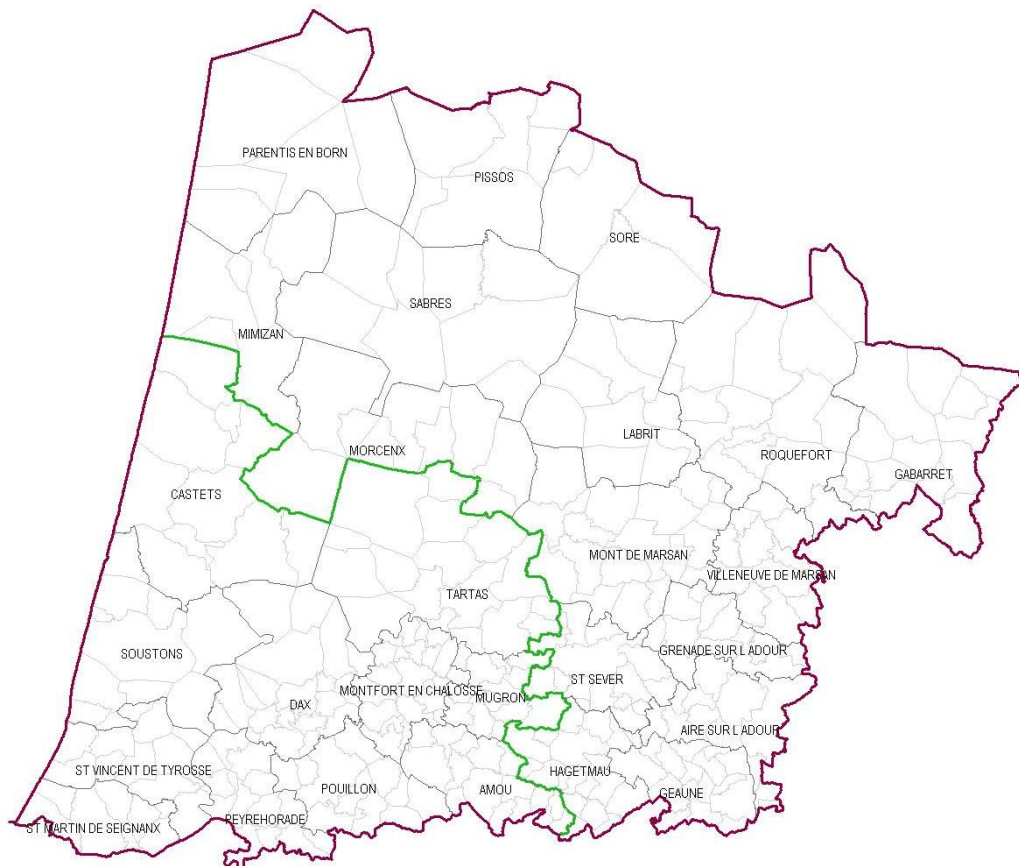 PARENTIS EN BORN
PISSOS
SORE
SABRES
MIMIZAN
LABRIT
MORCENX
ROQUEFORT
GABARRET
CASTETS
MONT DE MARSAN
VILLENEUVE DE MARSAN
TARTAS
GRENADE SUR L ADOUR
SOUSTONS
ST SEVER
MONTFORT EN CHALOSSE
MUGRON
DAX
AIRE SUR L ADOUR
ST VINCENT DE TYROSSE
HAGETMAU
POUILLON
AMOU
GEAUNE
PEYREHORADE
ST MARTIN DE SEIGNANX